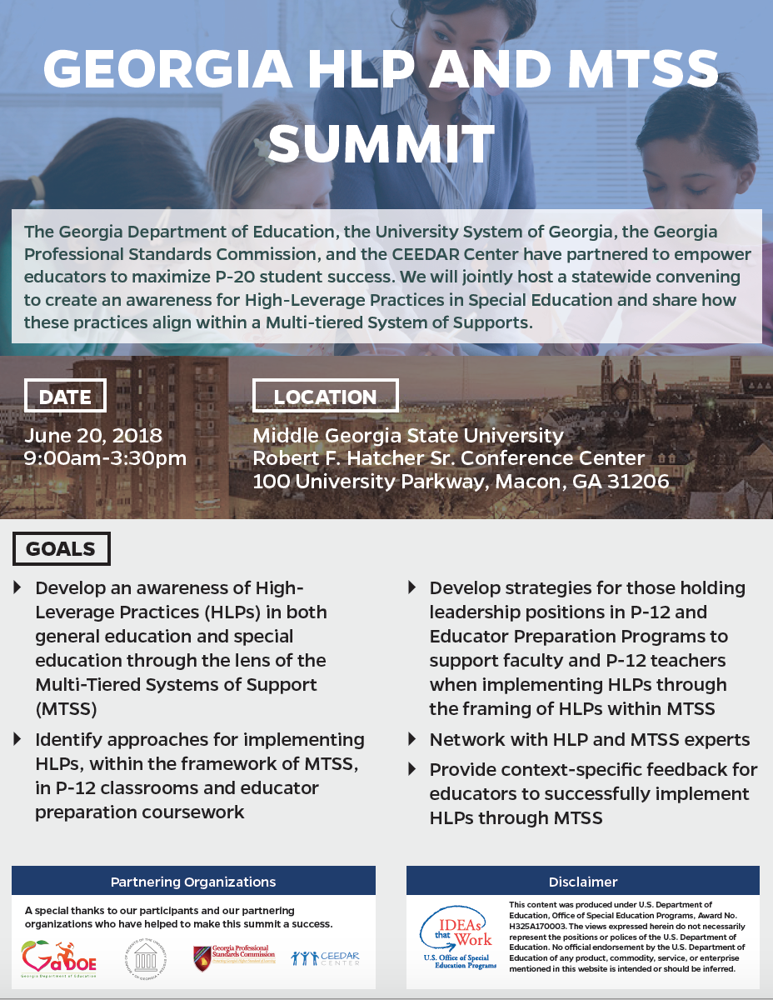 GEORGIA HLP AND MTSS
SUMMIT
The Georgia Department of Education, the University System of Georgia, the Georgia
Professional Standards Commission, and the CEEDAR Center have partnered to empower
educators to maximize P-20 student success. We will jointly host a statewide convening
to create an awareness for High-Leverage Practices in Special Education and share how
these practices align within a Multi-tiered System of Supports.
DATE
June 20, 2018
9:00am-3:30pm
LOCATION
Middle Georgia State University
Robert F. Hatcher Sr. Conference Center
100 University Parkway, Macon, GA 31206
GOALS
Develop an awareness of High-
Leverage Practices (HLPs) in both
general education and special
education through the lens of the
Multi-Tiered Systems of Support
(MTSS)
Identify approaches for implementing
HLPs, within the framework of MTSS,
in P-12 classrooms and educator
preparation coursework
Develop strategies for those holding
leadership positions in P-12 and
Educator Preparation Programs to
support faculty and P-12 teachers
when implementing HLPs through
the framing of HLPs within MTSS
Network with HLP and MTSS experts
Provide context-specific feedback for
educators to successfully implement
HLPs through MTSS
Partnering Organizations
A special thanks to our participants and our partnering
organizations who have helped to make this summit a success.
GaDOE
Georgia Department of Education
Georgia Professional
Standards Commission
CEEDAR
CENTER
Disclaimer
IDEAs
that Work
U.S. Office of Special
Education Programs
This content was produced under U.S. Department of
Education, Office of Special Education Programs, Award No.
H325A170003. The views expressed herein do not necessarily
represent the positions or polices of the U.S. Department of
Education. No official endorsement by the U.S. Department of
Education of any product, commodity, service, or enterprise
mentioned in this website is intended or should be inferred.